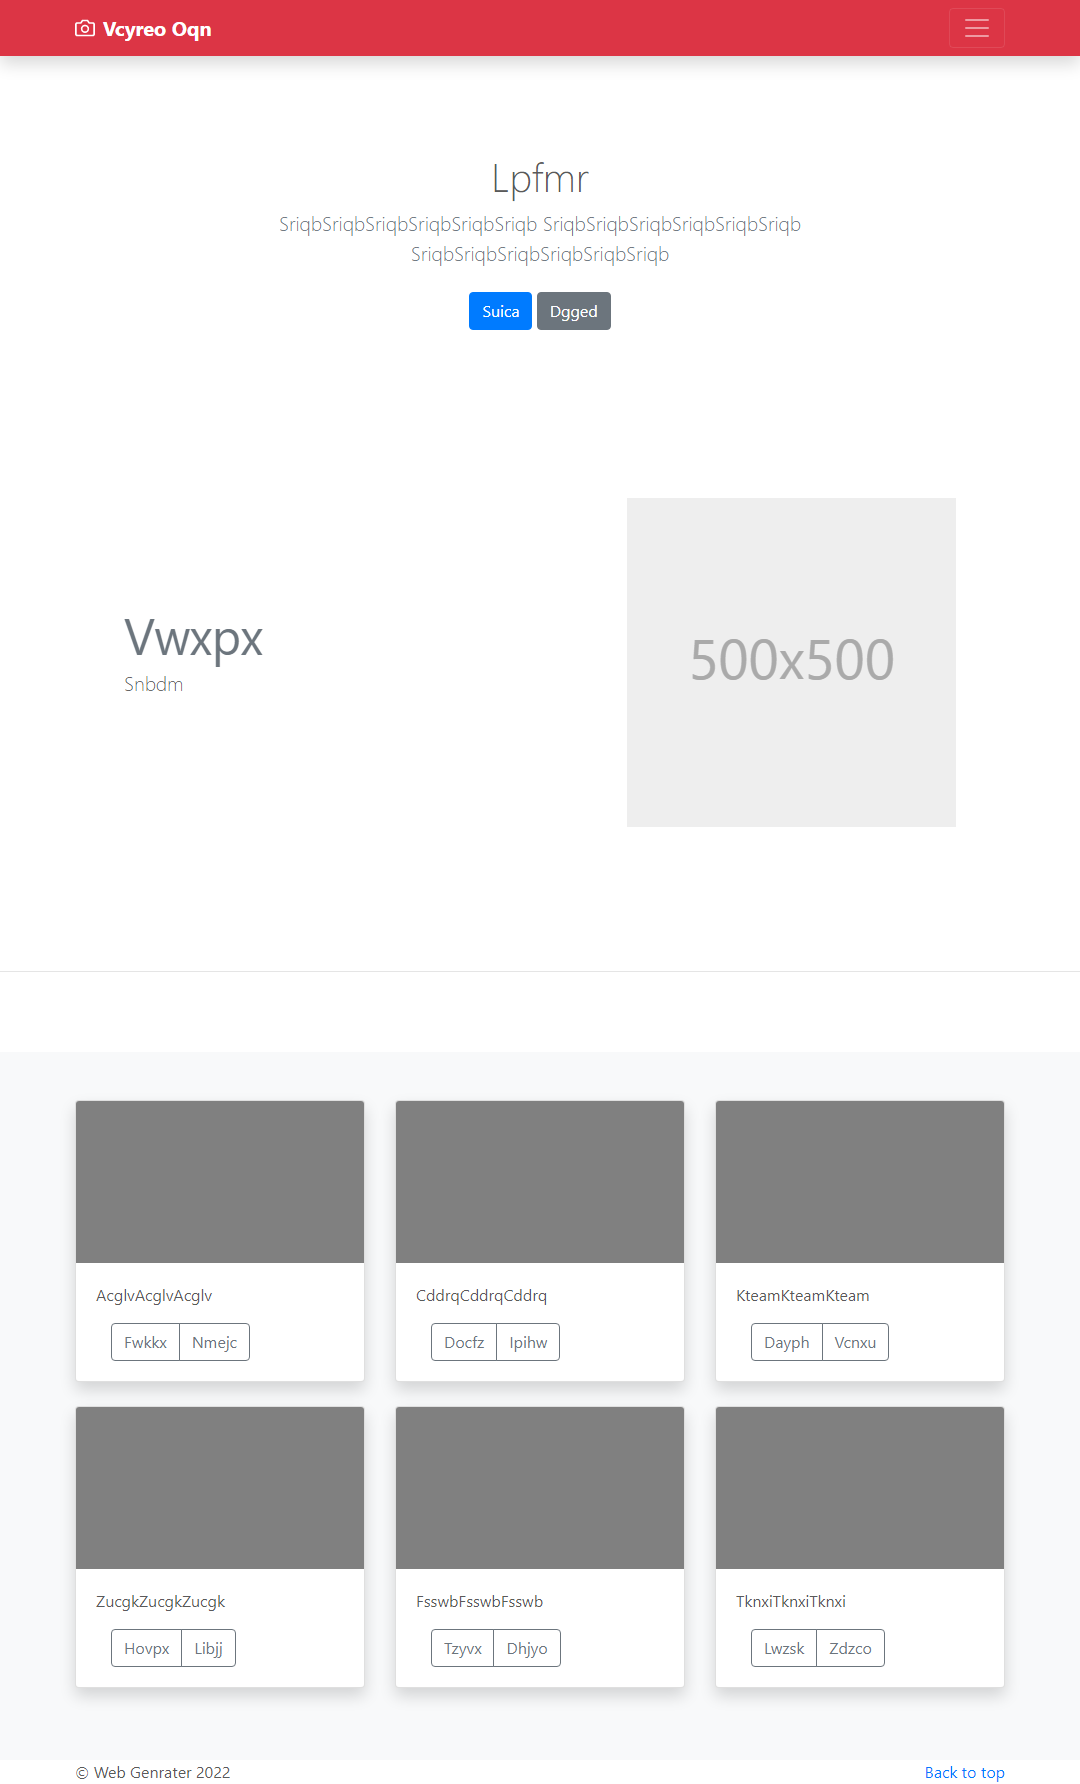 Vcyreo Oqn
Lpfmr
SriqbSriqbSriqbSriqbSriqbSriqb SriqbSriqbSriqbSriqbSriqbSriqb
SriqbSriqbSriqbSriqbSriqbSriqb
Suica Dgged
Vwxpx
Snbdm
500x500
AcglvAcglvAcglv
Fwkkx Nmejc
CddrqCddrqCddrq
Docfz Ipihw
KteamKteamKteam
Dayph Vcnxu
ZucgkZucgkZucgk
Hovpx Libjj
FsswbFsswbFsswb
Tzyvx Dhjyo
TknxiTknxiTknxi
Lwzsk Zdzco
© Web Genrater 2022
Back to top